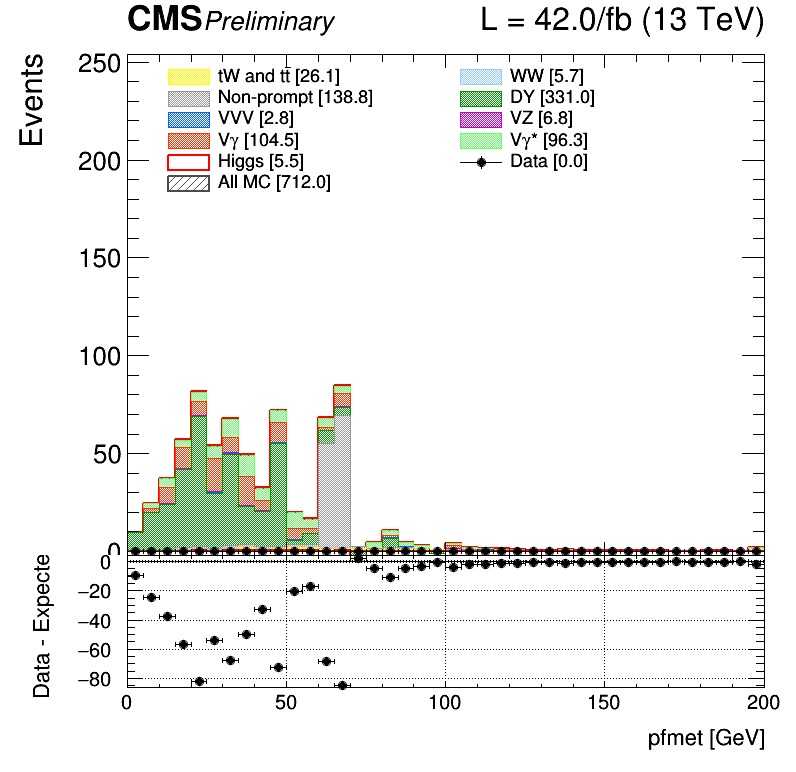 CMS Preliminary L = 42.0/fb (13 TeV)
Events
250
200
150
100
50
0
tW and tt̄ [26.1]
Non-prompt [138.8]
VVV [2.8]
Vγ [104.5]
Higgs [5.5]
All MC [712.0]
WW [5.7]
DY [331.0]
VZ [6.8]
Vγ* [96.3]
Data [0.0]
Data - Expecte
0
−20
−40
−60
−80
0 50 100 150 200
pfmet [GeV]